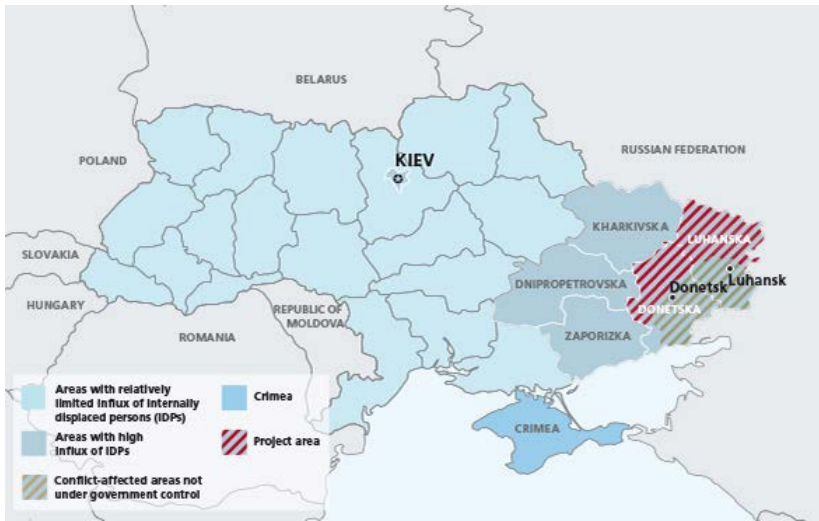 BELARUS
POLAND
KIEV
RUSSIAN FEDERATION
KHARKIVSKA
LUHANSKA
SLOVAKIA
DNIPROPETROVSKA
Donetsk
Luhansk
HUNGARY
REPUBLIC OF
MOLDOVA
DONETSKA
ROMANIA
ZAPORIZKA
CRIMEA
Areas with relatively
limited influx of internally
displaced persons (IDPs)
Areas with high
influx of IDPs
Conflict-affected areas not
under government control
Crimea
Project area